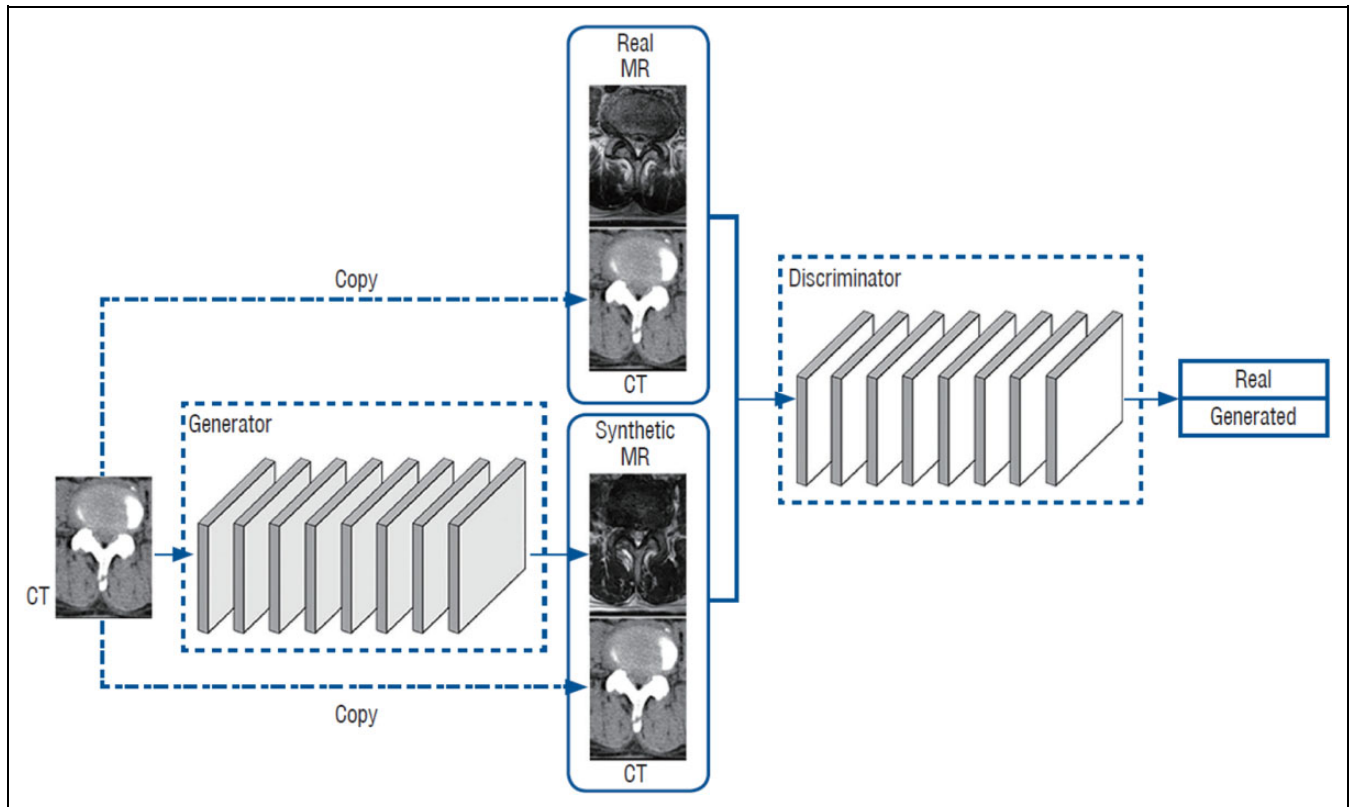 Real
MR
CT
Copy
Generator
CT
Copy
Synthetic
MR
CT
Discriminator
Real
Generated